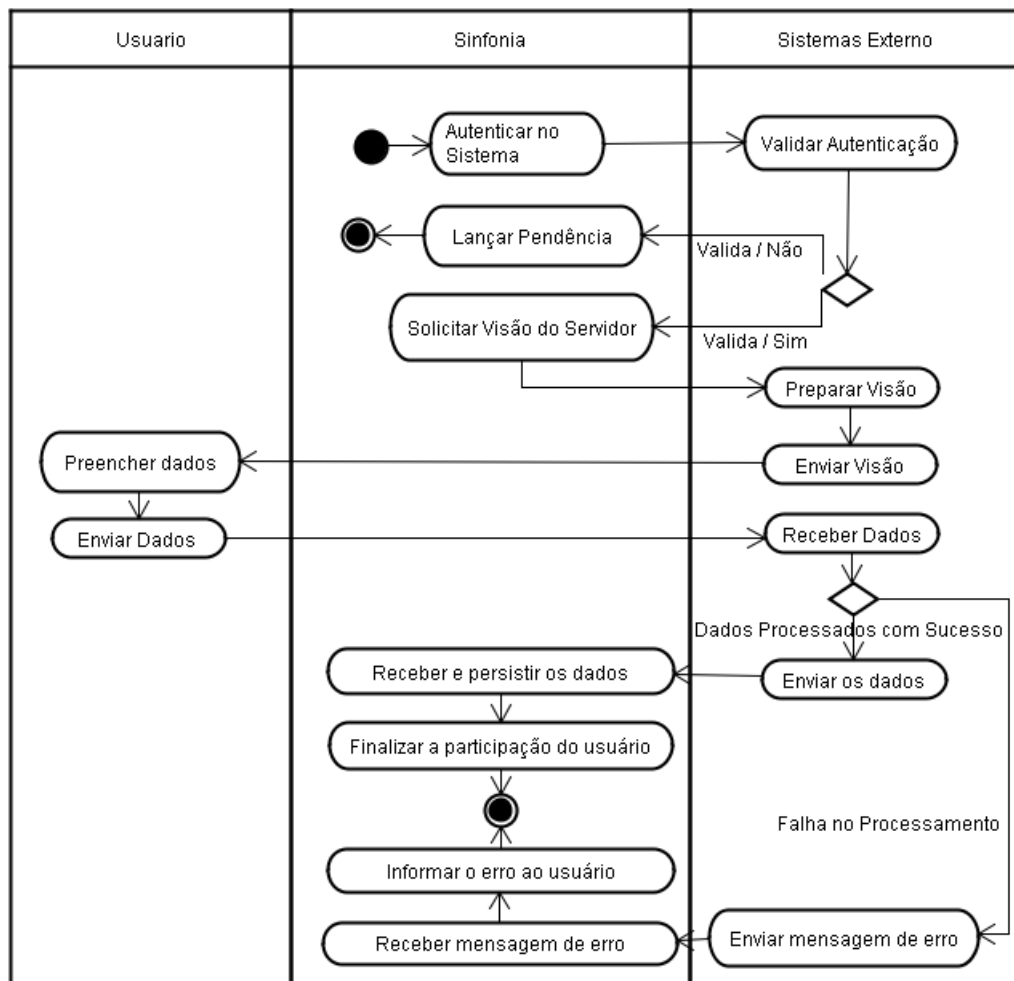 Usuario
Sinfonia
Sistemas Externo
Autenticar no
Sistema
Validar Autenticação
Lançar Pendência
Valida / Não
Solicitar Visão do Servidor
Valida / Sim
Preparar Visão
Preencher dados
Enviar Visão
Enviar Dados
Receber Dados
Dados Processados com Sucesso
Receber e persistir os dados
Enviar os dados
Finalizar a participação do usuário
Falha no Processamento
Informar o erro ao usuário
Receber mensagem de erro
Enviar mensagem de erro